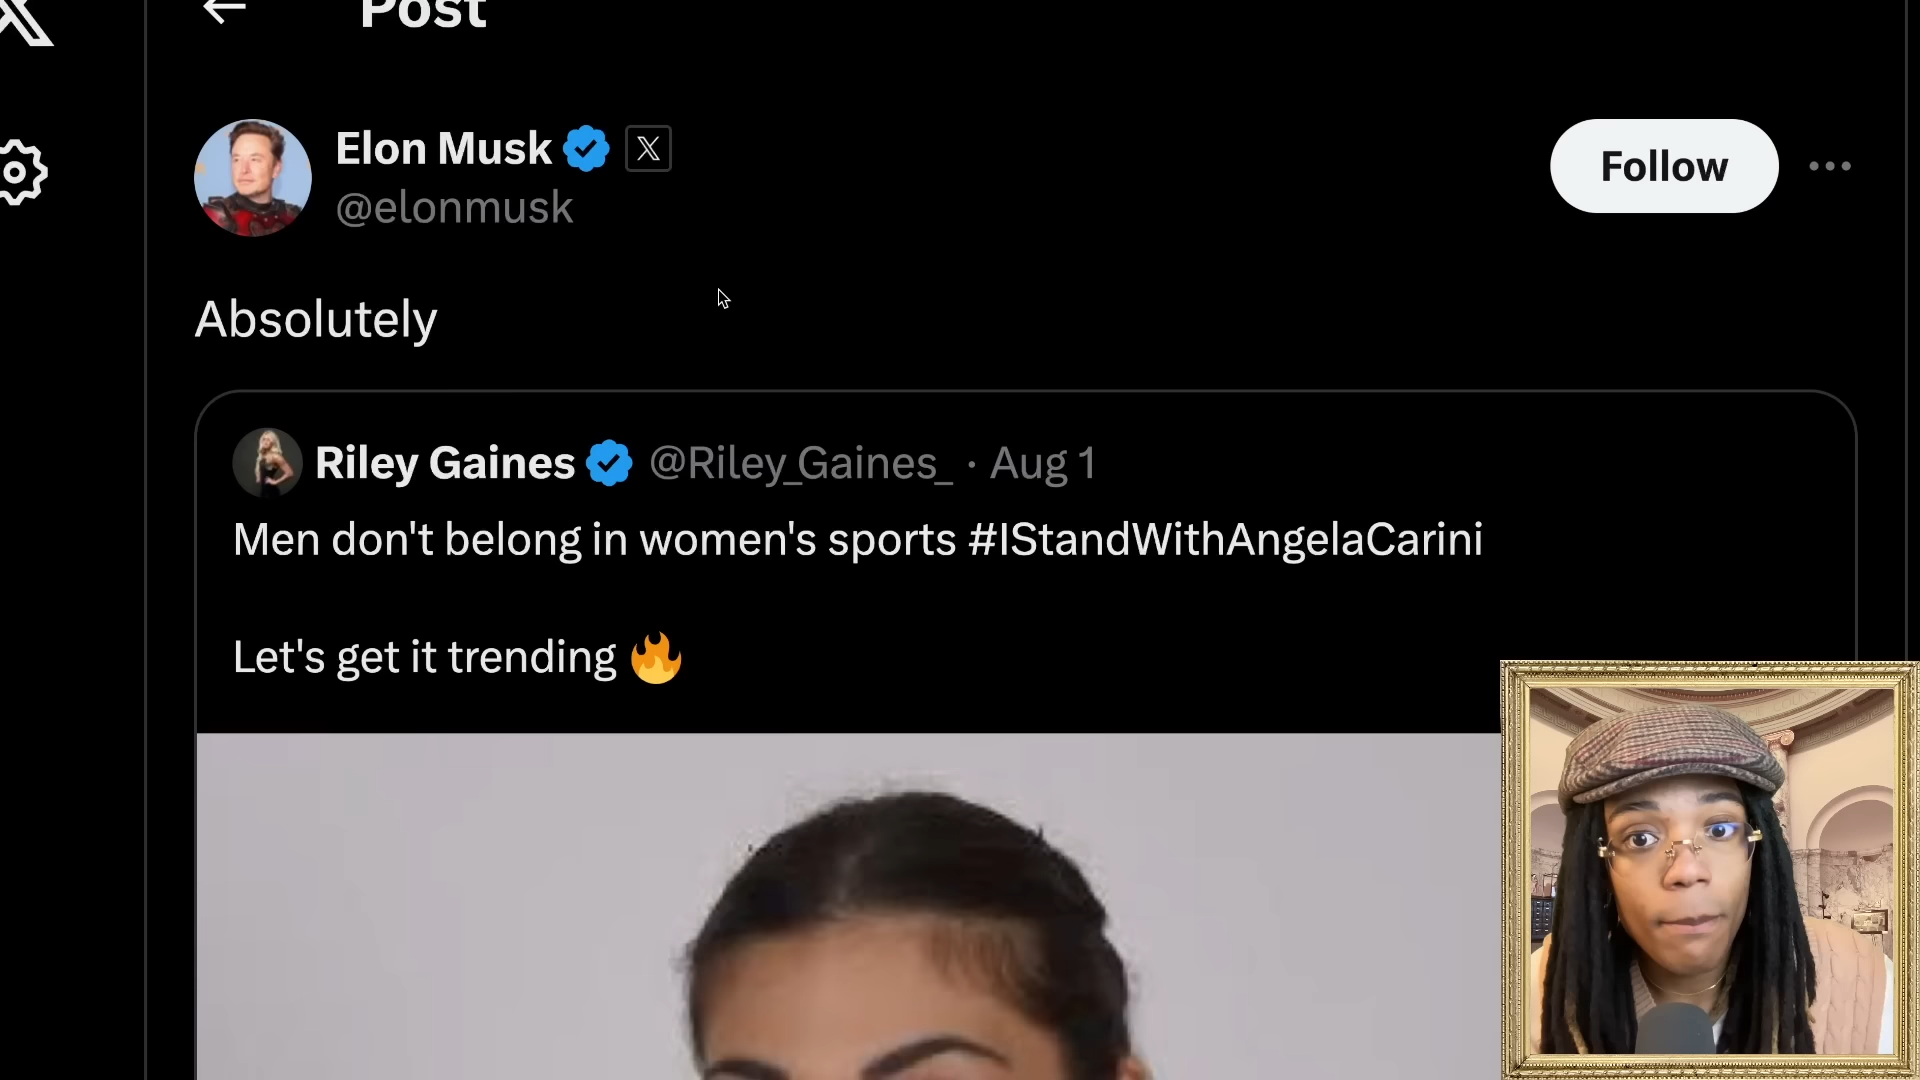 Post
Elon Musk
@elonmusk
Follow
Absolutely
Riley Gaines @Riley_Gaines_ · Aug 1
Men don't belong in women's sports #IStandWithAngelaCarini
Let's get it trending 🔥